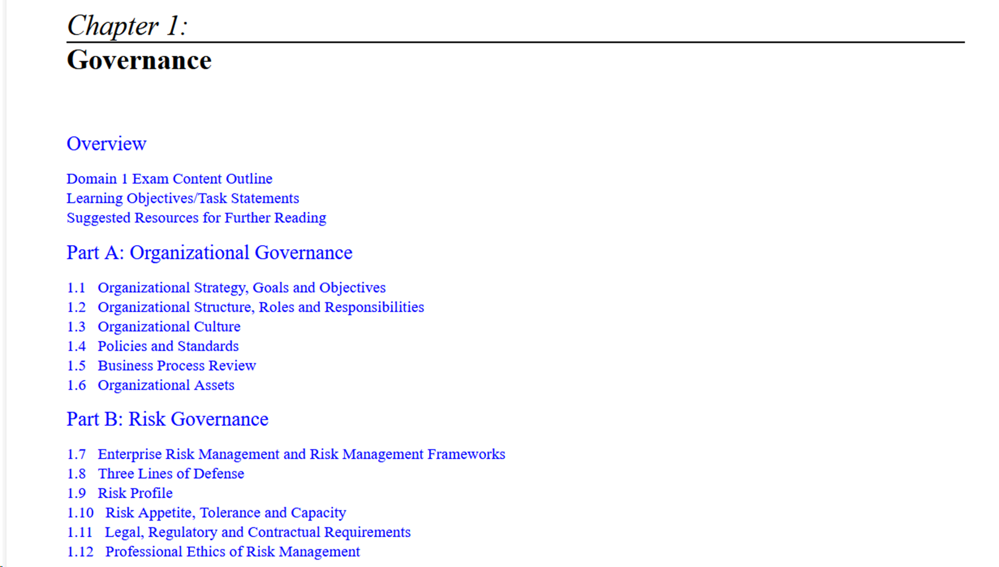 Chapter 1:
Governance
Overview
Domain 1 Exam Content Outline
Learning Objectives/Task Statements
Suggested Resources for Further Reading
Part A: Organizational Governance
1.1 Organizational Strategy, Goals and Objectives
1.2 Organizational Structure, Roles and Responsibilities
1.3 Organizational Culture
1.4 Policies and Standards
1.5 Business Process Review
1.6 Organizational Assets
Part B: Risk Governance
1.7 Enterprise Risk Management and Risk Management Frameworks
1.8 Three Lines of Defense
1.9 Risk Profile
1.10 Risk Appetite, Tolerance and Capacity
1.11 Legal, Regulatory and Contractual Requirements
1.12 Professional Ethics of Risk Management